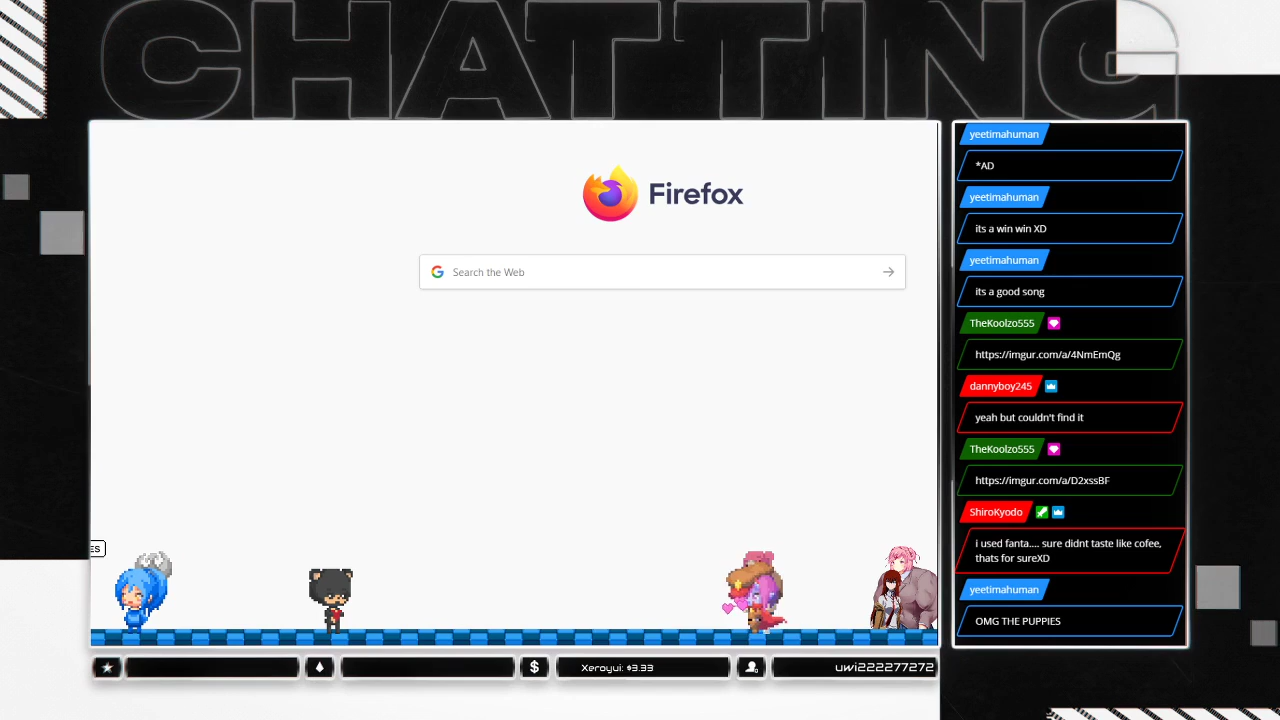 CHATTING
Firefox
Search the Web
ES
Xeroyui: $3.33
uwi222277272
yeetimahuman
*AD
yeetimahuman
its a win win XD
yeetimahuman
its a good song
TheKoolzo555
https://imgur.com/a/4NmEmQg
dannyboy245
yeah but couldn't find it
TheKoolzo555
https://imgur.com/a/D2xssBF
ShiroKyodo
i used fanta.... sure didnt taste like cofee,
thats for sureXD
yeetimahuman
OMG THE PUPPIES